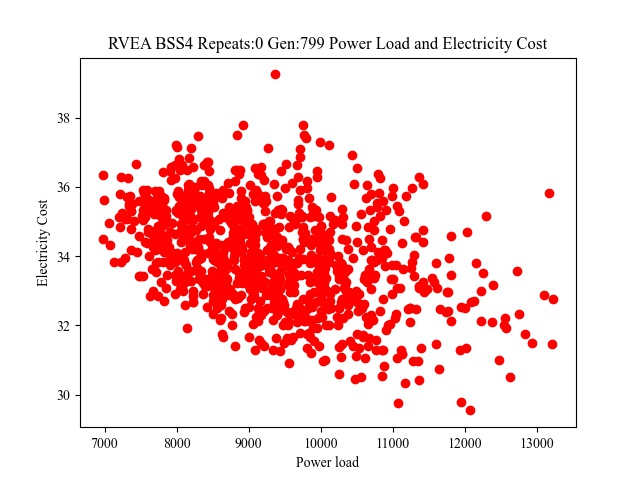 RVEA BSS4 Repeats:0 Gen:799 Power Load and Electricity Cost
Electricity Cost
38
36
34
32
30
7000 8000 9000 10000 11000 12000 13000
Power load